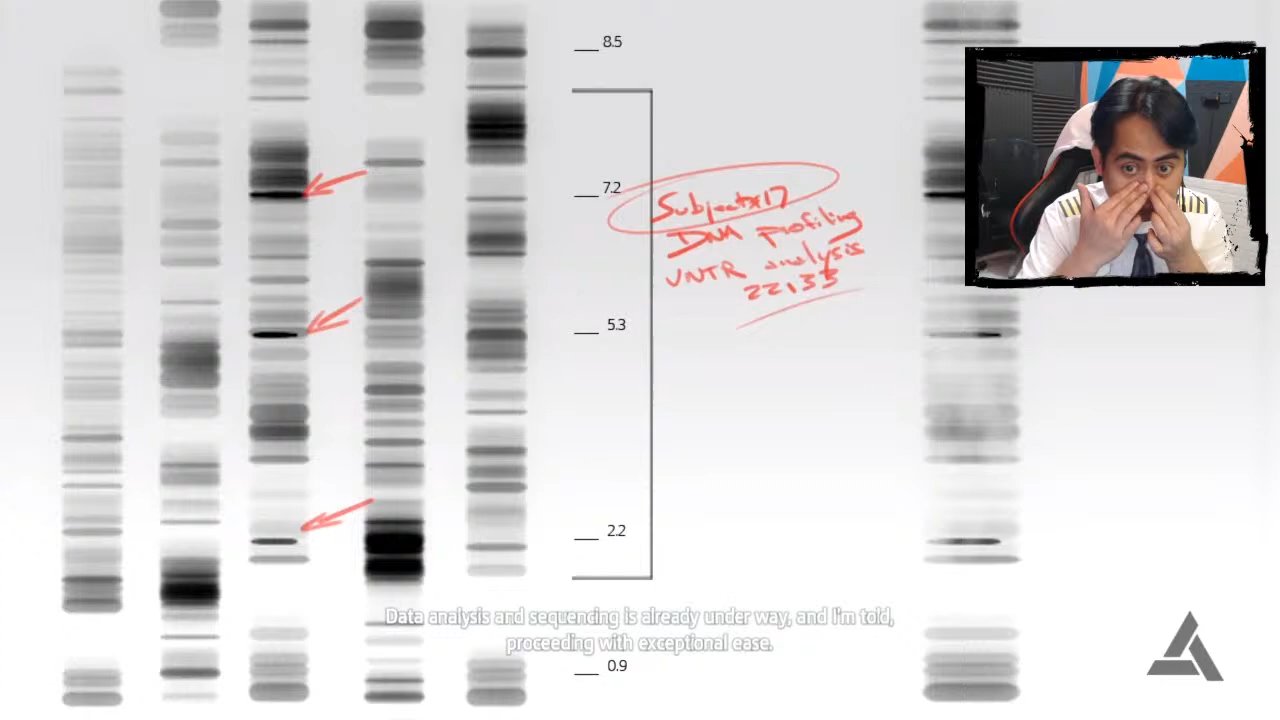 8.5
7.2
Subject 17
DNA profiling
VNTR analysis
22133
5.3
2.2
Data analysis and sequencing is already under way, and I'm told,
proceeding with exceptional ease.
0.9